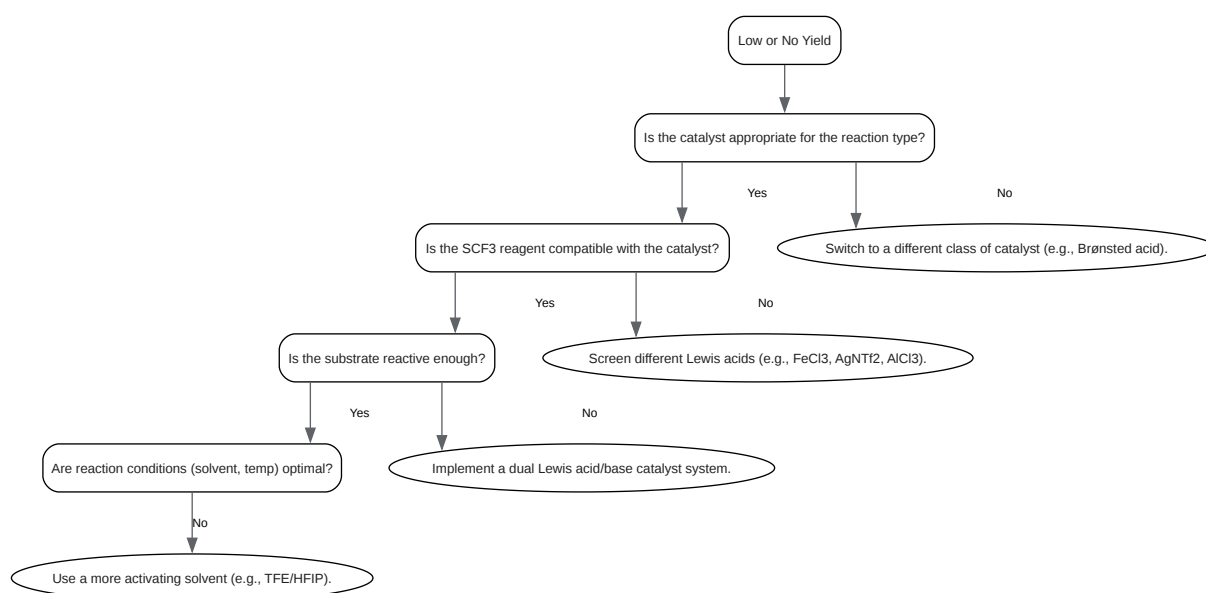 Low or No Yield
Is the catalyst appropriate for the reaction type?
Yes
No
Is the SCF3 reagent compatible with the catalyst?
Switch to a different class of catalyst (e.g., Brønsted acid).
Yes
No
Is the substrate reactive enough?
Screen different Lewis acids (e.g., FeCl3, AgNTf2, AlCl3).
Yes
No
Are reaction conditions (solvent, temp) optimal?
Implement a dual Lewis acid/base catalyst system.
No
Use a more activating solvent (e.g., TFE/HFIP).